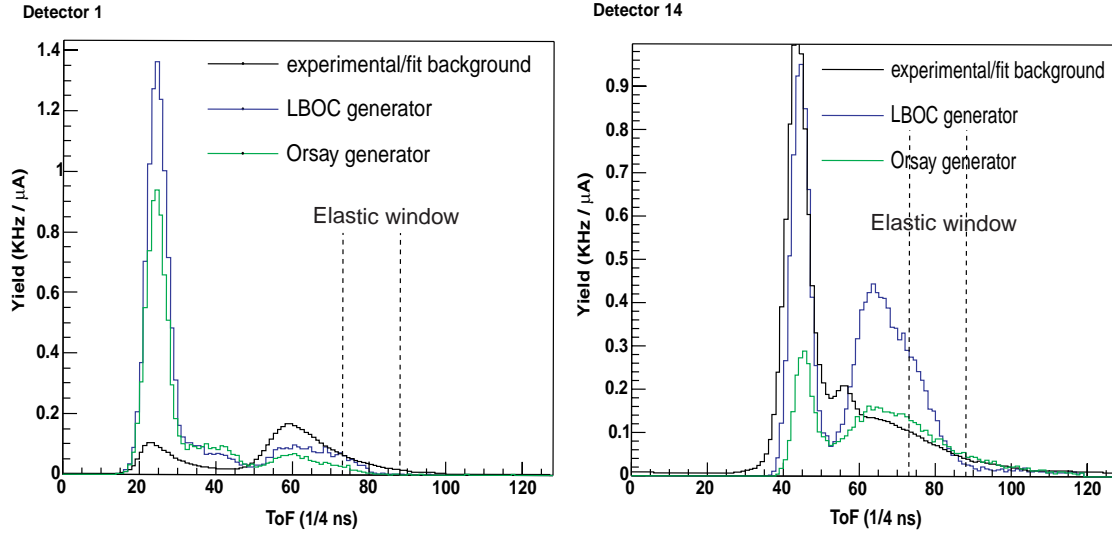 Detector 1
Yield (KHz / μA)
1.4
1.2
1
0.8
0.6
0.4
0.2
0
experimental/fit background
LBOC generator
Orsay generator
Elastic window
0 20 40 60 80 100 120
ToF (1/4 ns)
Detector 14
Yield (KHz / μA)
0.9
0.8
0.7
0.6
0.5
0.4
0.3
0.2
0.1
0
experimental/fit background
LBOC generator
Orsay generator
Elastic window
0 20 40 60 80 100 120
ToF (1/4 ns)